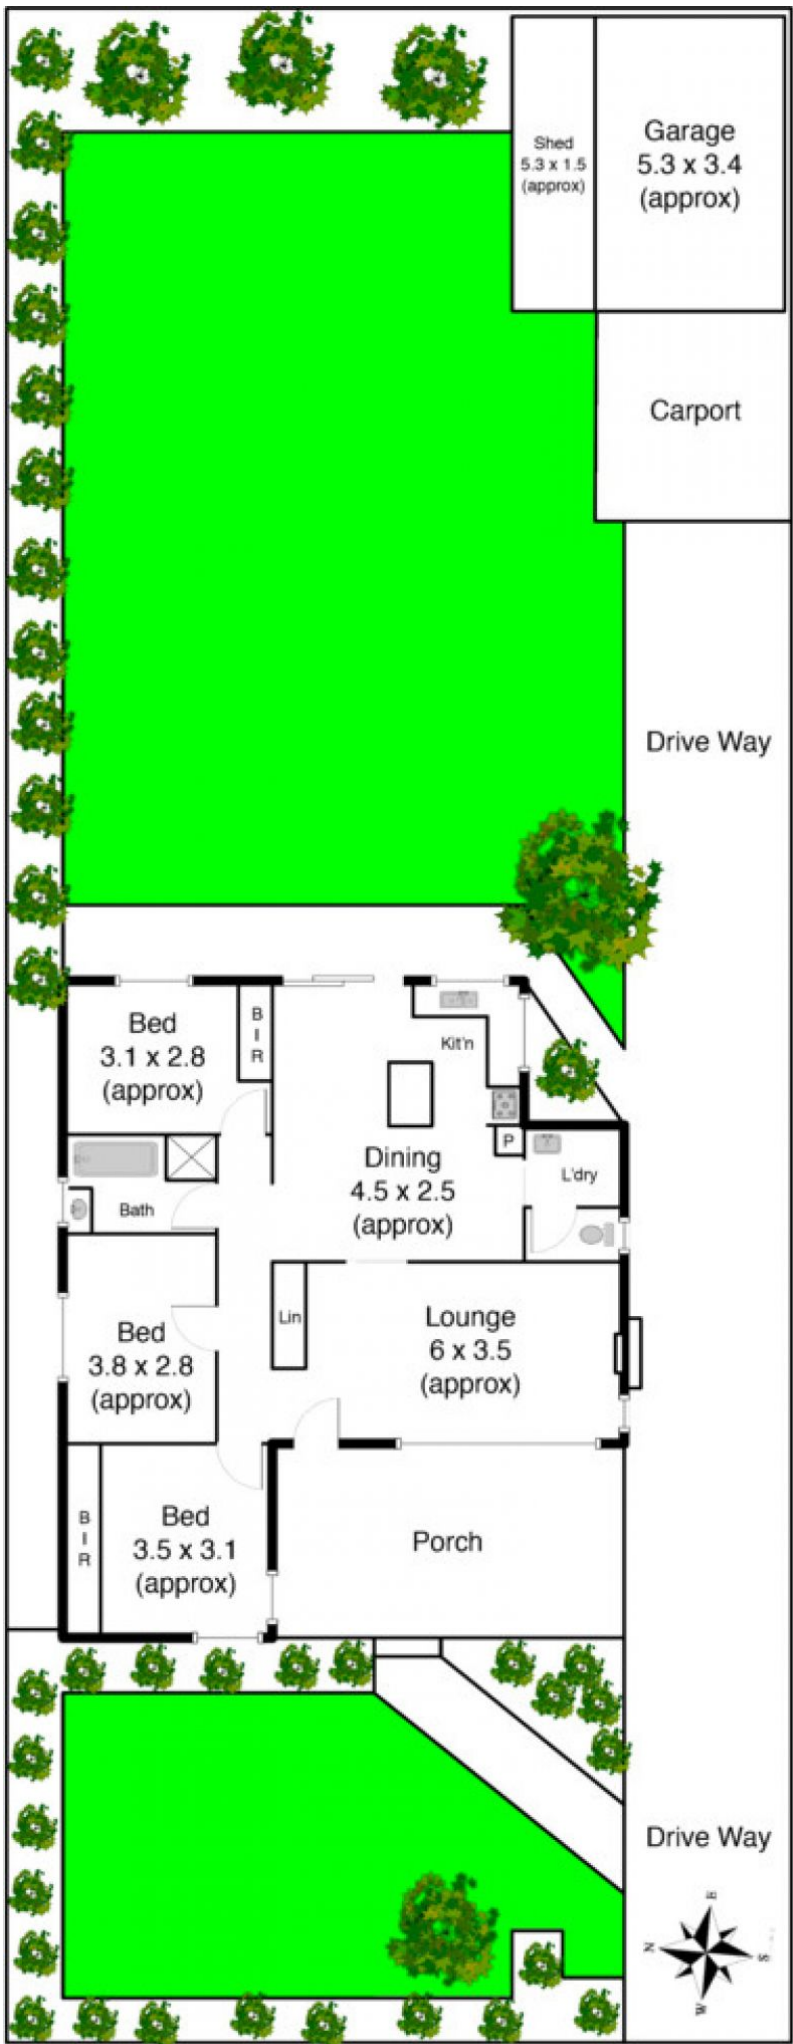 Shed
5.3 x 1.5
(approx)
Garage
5.3 x 3.4
(approx)
Carport
Drive Way
Bed
3.1 x 2.8
(approx)
B
I
R
Kit'n
P
L'dry
Dining
4.5 x 2.5
(approx)
Bath
Lin
Lounge
6 x 3.5
(approx)
Bed
3.8 x 2.8
(approx)
B
I
R
Bed
3.5 x 3.1
(approx)
Porch
Drive Way
E
N
S
W